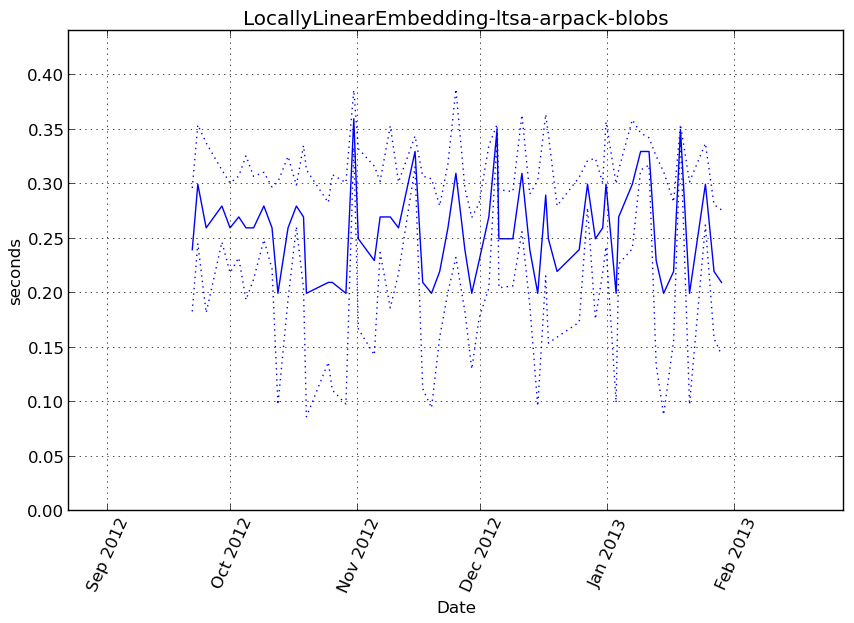 LocallyLinearEmbedding-ltsa-arpack-blobs
0.40
0.35
0.30
0.25
0.20
0.15
0.10
0.05
0.00
seconds
Sep 2012
Oct 2012
Nov 2012
Dec 2012
Jan 2013
Feb 2013
Date